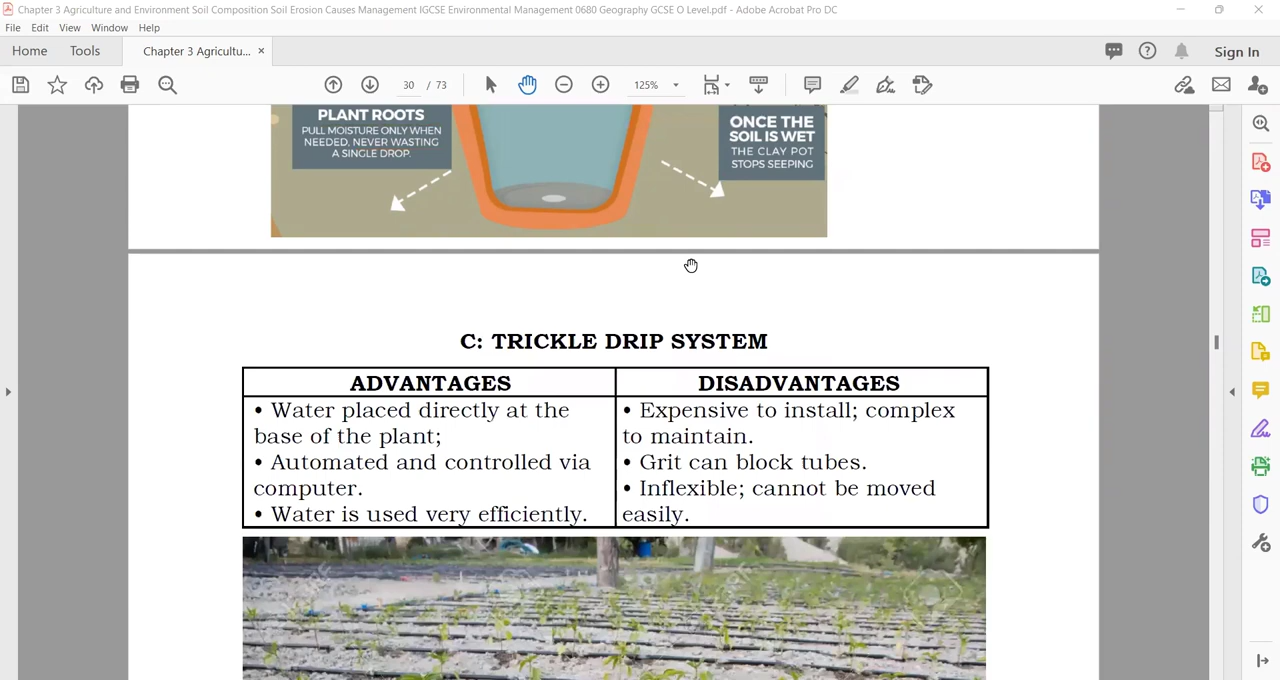 Chapter 3 Agriculture and Environment Soil Composition Soil Erosion Causes Management IGCSE Environmental Management 0680 Geography GCSE O Level.pdf - Adobe Acrobat Pro DC
File Edit View Window Help
Home Tools Chapter 3 Agricultu... × Sign In
30 / 73 125%
PLANT ROOTS
PULL MOISTURE ONLY WHEN
NEEDED, NEVER WASTING
A SINGLE DROP.
ONCE THE
SOIL IS WET
THE CLAY POT
STOPS SEEPING
C: TRICKLE DRIP SYSTEM
ADVANTAGES
• Water placed directly at the
base of the plant;
• Automated and controlled via
computer.
• Water is used very efficiently.
DISADVANTAGES
• Expensive to install; complex
to maintain.
• Grit can block tubes.
• Inflexible; cannot be moved
easily.